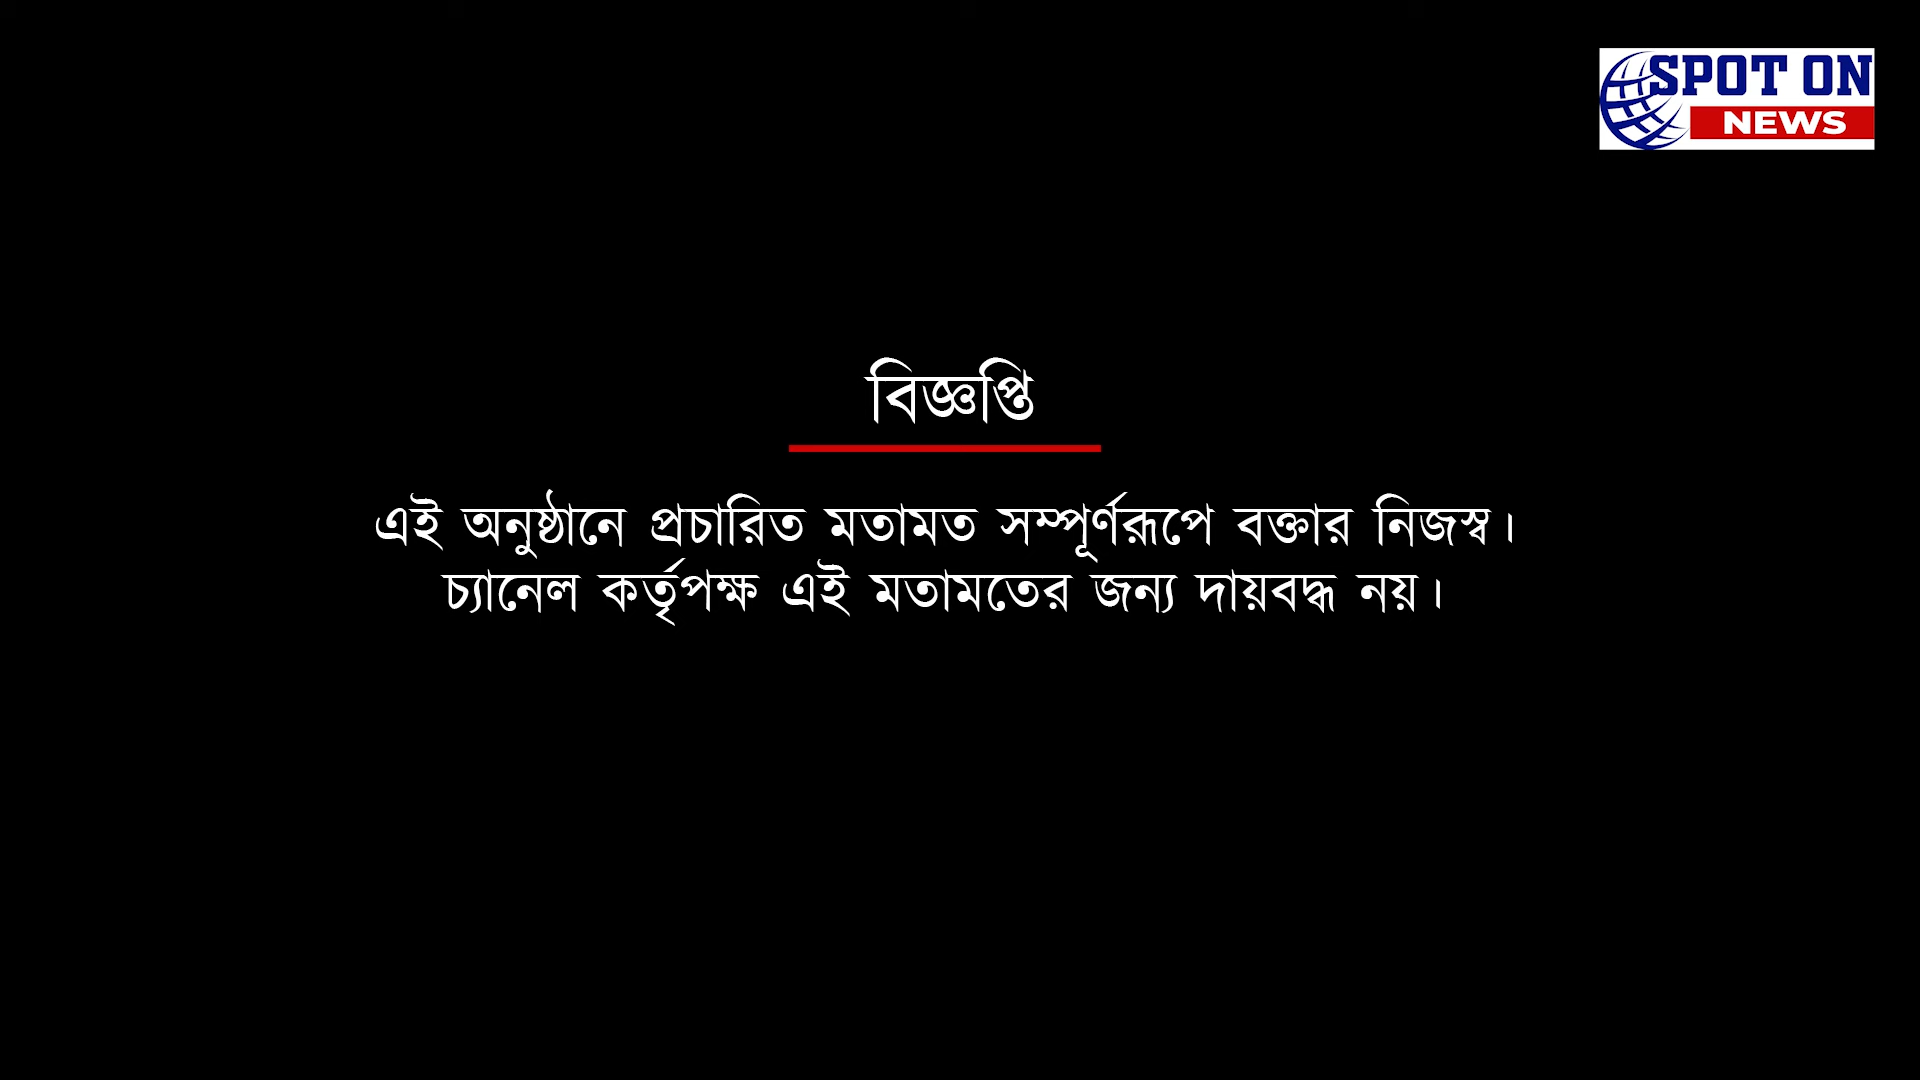 SPOT ON
NEWS
বিজ্ঞপ্তি
এই অনুষ্ঠানে প্রচারিত মতামত সম্পূর্ণরূপে বক্তার নিজস্ব।
চ্যানেল কর্তৃপক্ষ এই মতামতের জন্য দায়বদ্ধ নয়।